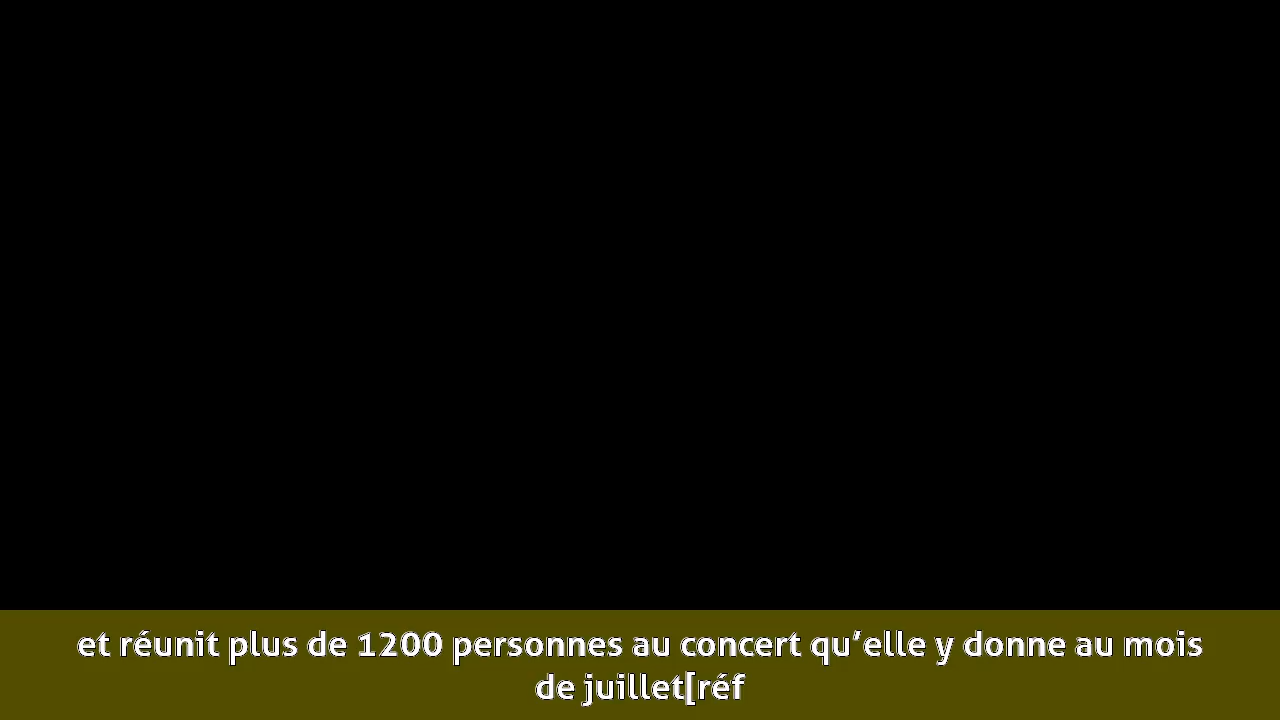 et réunit plus de 1200 personnes au concert qu’elle y donne au mois
de juillet[réf